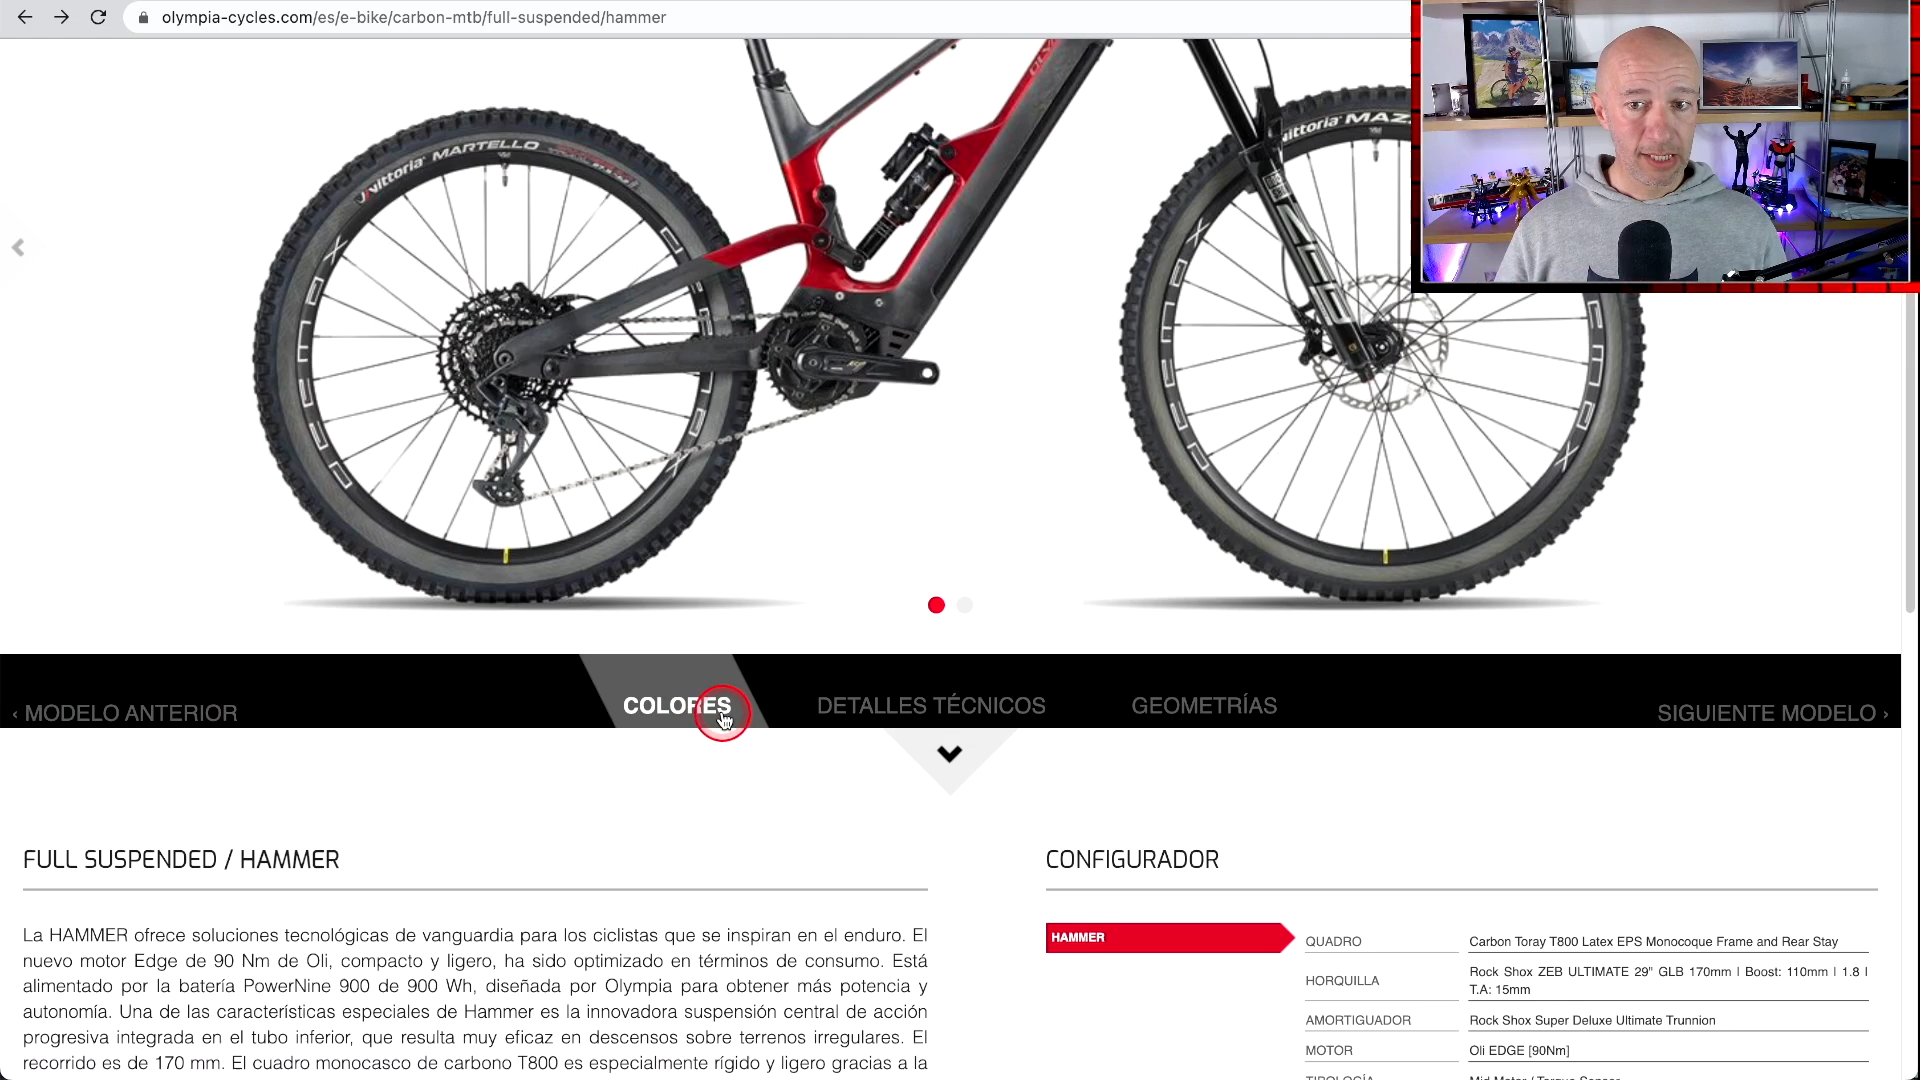 olympia-cycles.com/es/e-bike/carbon-mtb/full-suspended/hammer
vittoria MARTELLO
vittoria MAZ
‹ MODELO ANTERIOR
COLORES
DETALLES TÉCNICOS
GEOMETRÍAS
SIGUIENTE MODELO ›
FULL SUSPENDED / HAMMER
La HAMMER ofrece soluciones tecnológicas de vanguardia para los ciclistas que se inspiran en el enduro. El
nuevo motor Edge de 90 Nm de Oli, compacto y ligero, ha sido optimizado en términos de consumo. Está
alimentado por la batería PowerNine 900 de 900 Wh, diseñada por Olympia para obtener más potencia y
autonomía. Una de las características especiales de Hammer es la innovadora suspensión central de acción
progresiva integrada en el tubo inferior, que resulta muy eficaz en descensos sobre terrenos irregulares. El
recorrido es de 170 mm. El cuadro monocasco de carbono T800 es especialmente rígido y ligero gracias a la
CONFIGURADOR
HAMMER
QUADRO
Carbon Toray T800 Latex EPS Monocoque Frame and Rear Stay
HORQUILLA
Rock Shox ZEB ULTIMATE 29" GLB 170mm | Boost: 110mm | 1.8 I
T.A: 15mm
AMORTIGUADOR
Rock Shox Super Deluxe Ultimate Trunnion
MOTOR
Oli EDGE [90Nm]
TIPOLOGÍA
Mid Motor / Torque Sensor